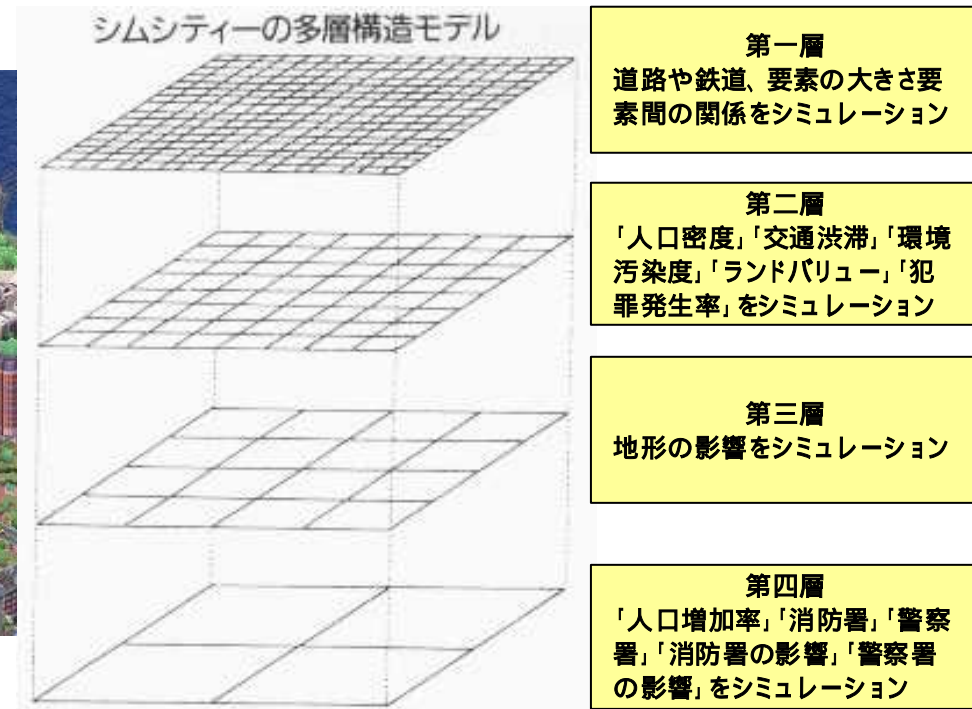 シムシティーの多層構造モデル
第一層
道路や鉄道、要素の大きさ要
素間の関係をシミュレーション
第二層
「人口密度」「交通渋滞」「環境
汚染度」「ランドバリュー」「犯
罪発生率」をシミュレーション
第三層
地形の影響をシミュレーション
第四層
「人口増加率」「消防署」「警察
署」「消防署の影響」「警察署
の影響」をシミュレーション